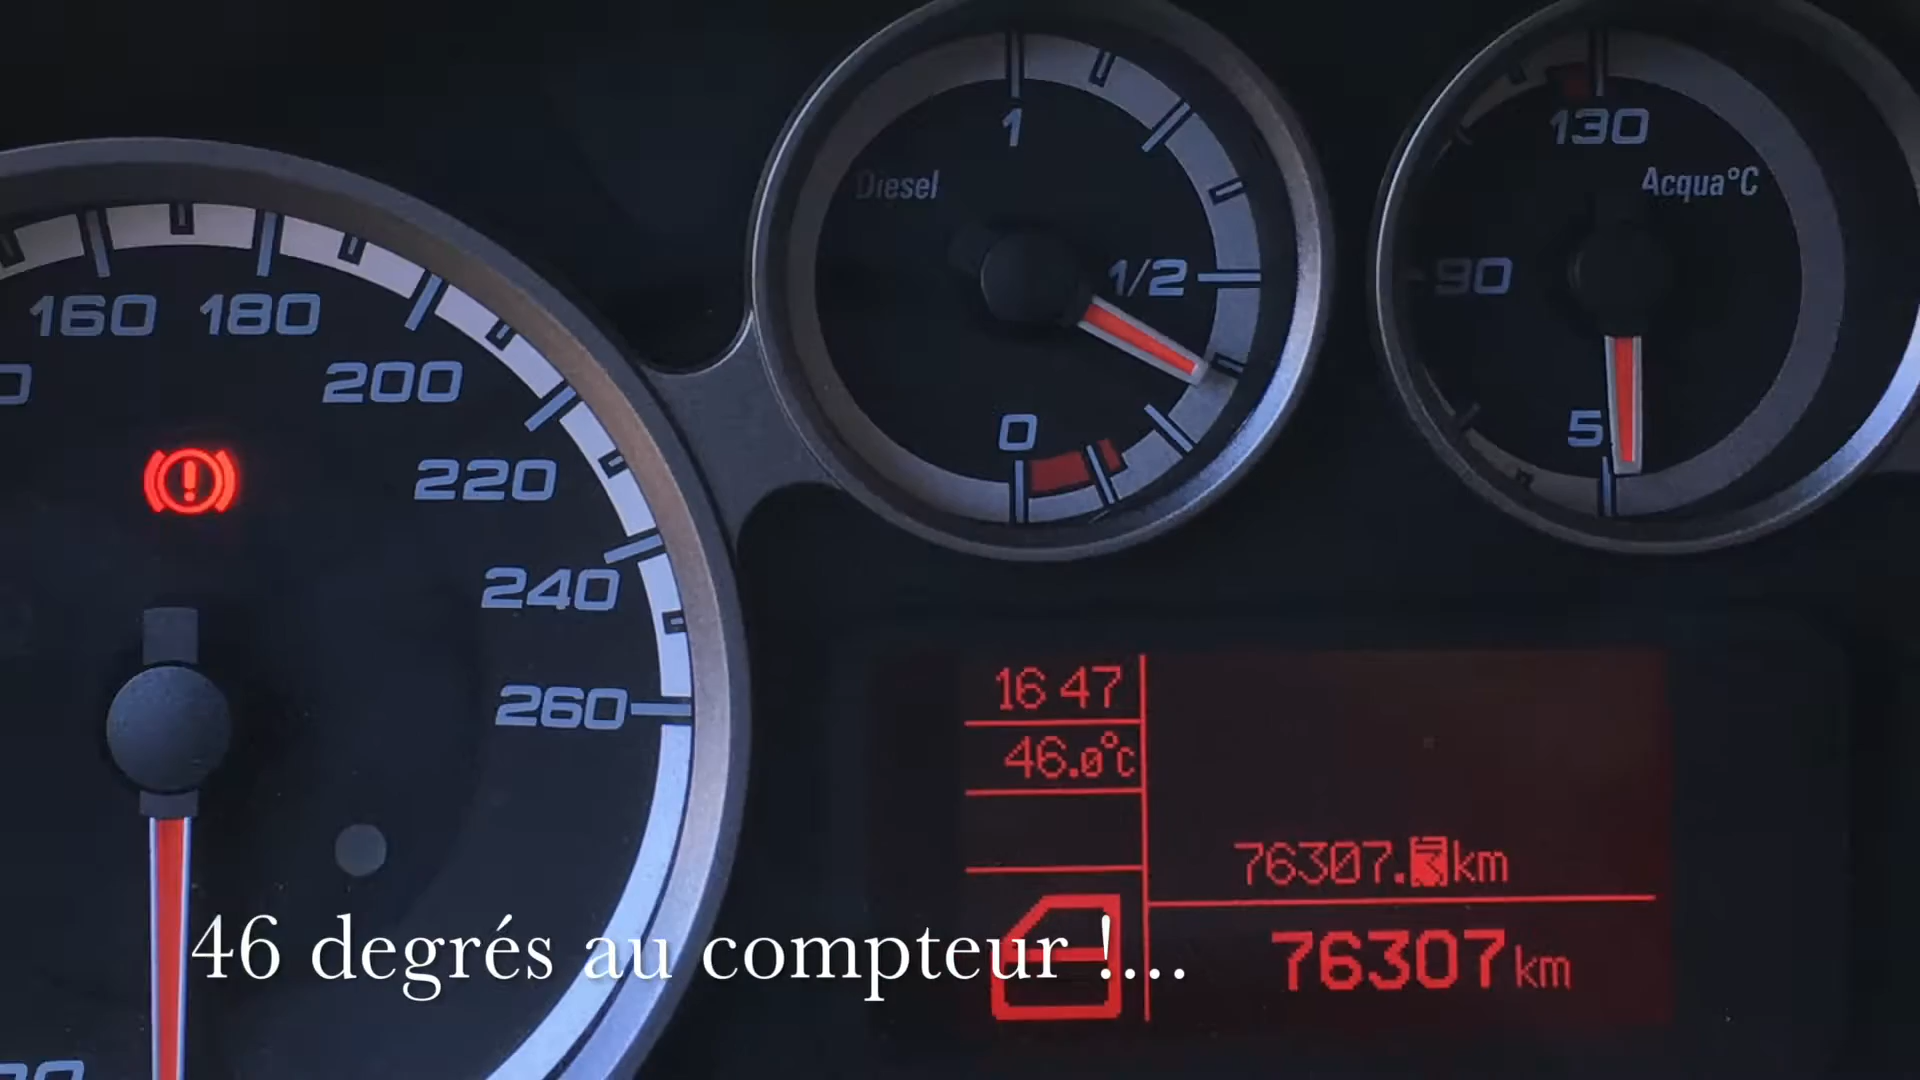 1
130
Diesel
Acqua°C
1/2
90
160
180
200
0
5
220
240
260
16 47
46.0°C
76307.3km
76307km
46 degrés au compteur !...